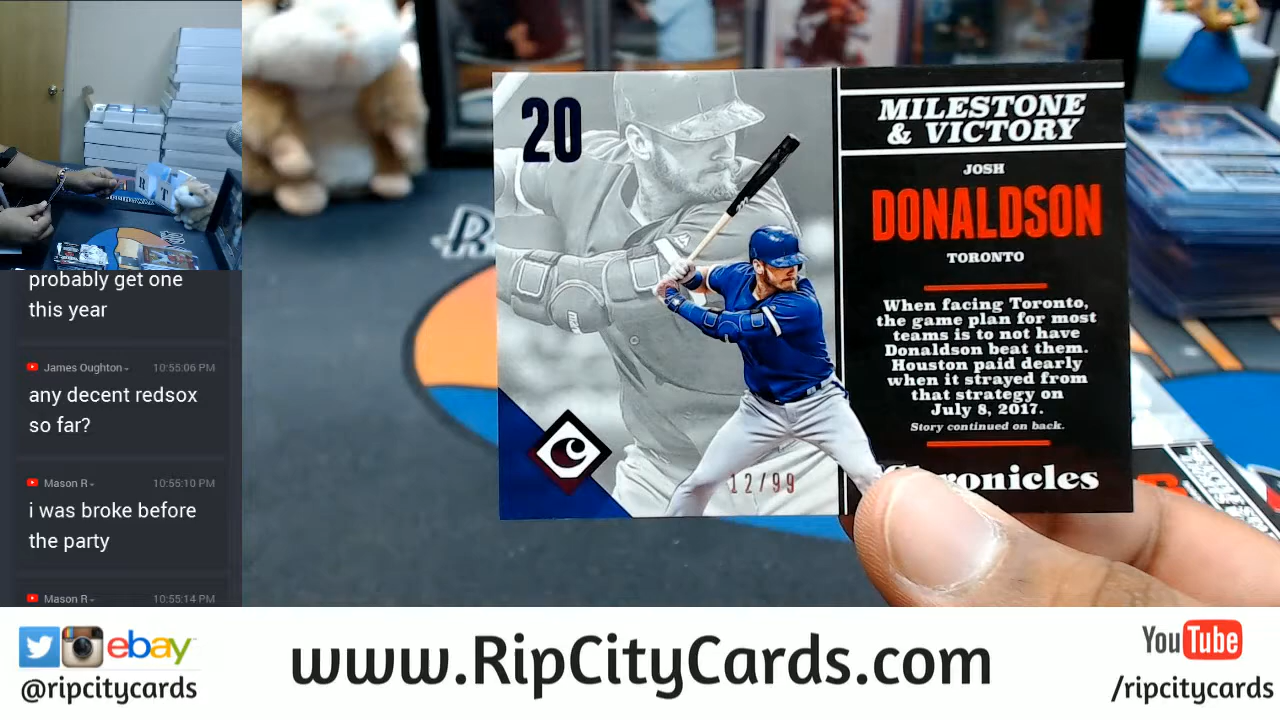 probably get one
this year
James Oughton 10:55:06 PM
any decent redsox
so far?
Mason R 10:55:10 PM
i was broke before
the party
Mason R 10:55:14 PM
20
MILESTONE
& VICTORY
JOSH
DONALDSON
TORONTO
When facing Toronto,
the game plan for most
teams is to not have
Donaldson beat them.
Houston paid dearly
when it strayed from
that strategy on
July 8, 2017.
Story continued on back.
C
12/99
ebay
@ripcitycards
www.RipCityCards.com
YouTube
/ripcitycards